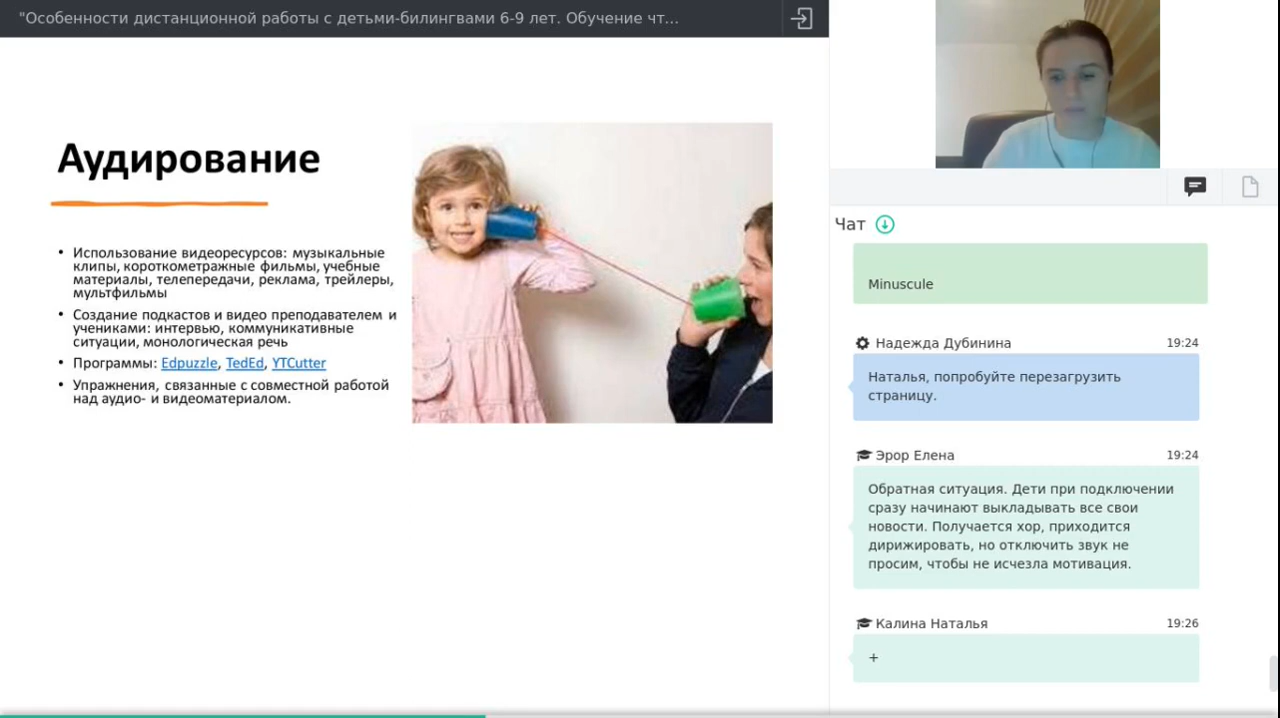 "Особенности дистанционной работы с детьми-билингвами 6-9 лет. Обучение чт...
Аудирование
• Использование видеоресурсов: музыкальные
клипы, короткометражные фильмы, учебные
материалы, телепередачи, реклама, трейлеры,
мультфильмы
• Создание подкастов и видео преподавателем и
учениками: интервью, коммуникативные
ситуации, монологическая речь
• Программы: Edpuzzle, TedEd, YTCutter
• Упражнения, связанные с совместной работой
над аудио- и видеоматериалом.
Чат
Minuscule
Надежда Дубинина 19:24
Наталья, попробуйте перезагрузить
страницу.
Эрор Елена 19:24
Обратная ситуация. Дети при подключении
сразу начинают выкладывать все свои
новости. Получается хор, приходится
дирижировать, но отключить звук не
просим, чтобы не исчезла мотивация.
Калина Наталья 19:26
+